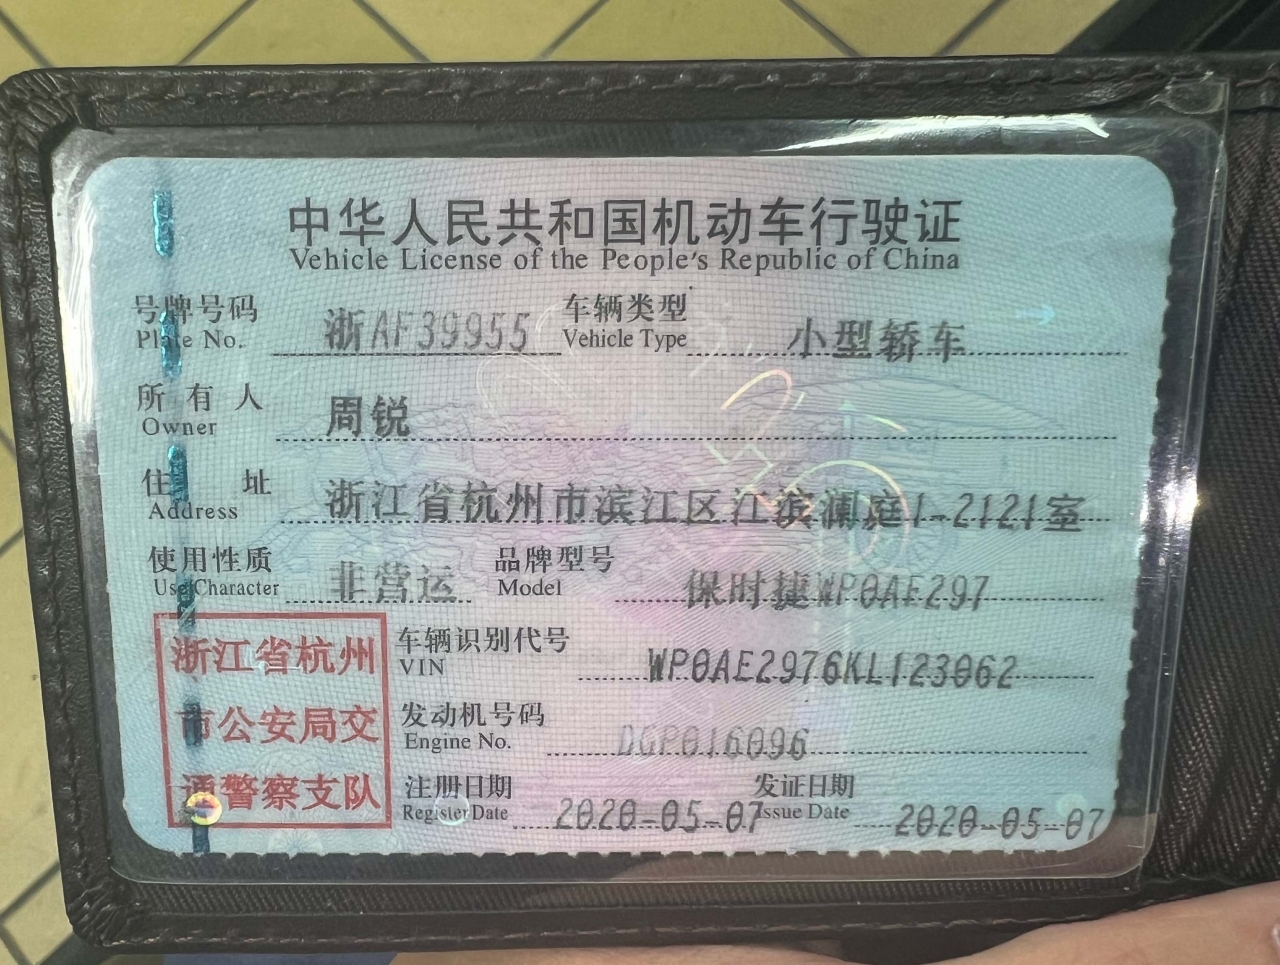 中华人民共和国机动车行驶证
Vehicle License of the People's Republic of China
号牌号码 浙AF39955 车辆类型 小型轿车
Plate No. Vehicle Type
所有人 周锐
Owner
住址 浙江省杭州市滨江区江滨澜庭1-2121室
Address
使用性质 非营运 品牌型号 保时捷WP0AE297
Use Character Model
浙江省杭州
市公安局交
通警察支队
车辆识别代号 WP0AE2976KL123062
VIN
发动机号码 DGP016096
Engine No.
注册日期 2020-05-07 发证日期 2020-05-07
Register Date Issue Date